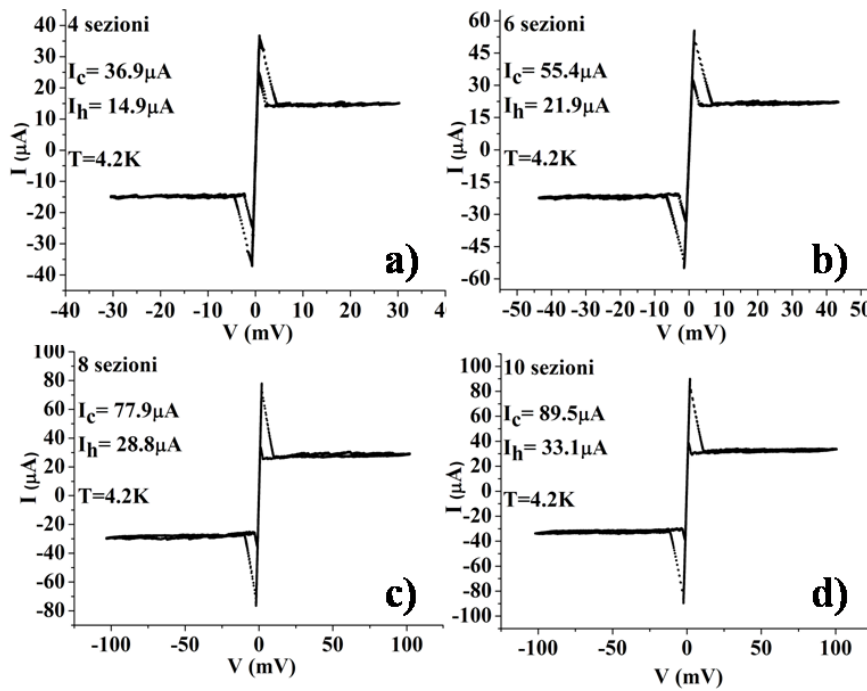 4 sezioni
I_c= 36.9μA
I_h= 14.9μA
T=4.2K
a)
I (μA)
40
30
20
10
0
-10
-20
-30
-40
-40 -30 -20 -10 0 10 20 30 4
V (mV)
6 sezioni
I_c= 55.4μA
I_h= 21.9μA
T=4.2K
b)
I (μA)
60
45
30
15
0
-15
-30
-45
-60
-50 -40 -30 -20 -10 0 10 20 30 40 50
V (mV)
8 sezioni
I_c= 77.9μA
I_h= 28.8μA
T=4.2K
c)
I (μA)
100
80
60
40
20
0
-20
-40
-60
-80
-100 -50 0 50 100
V (mV)
10 sezioni
I_c= 89.5μA
I_h= 33.1μA
T=4.2K
d)
I (μA)
100
80
60
40
20
0
-20
-40
-60
-80
-100
-100 -50 0 50 100
V (mV)